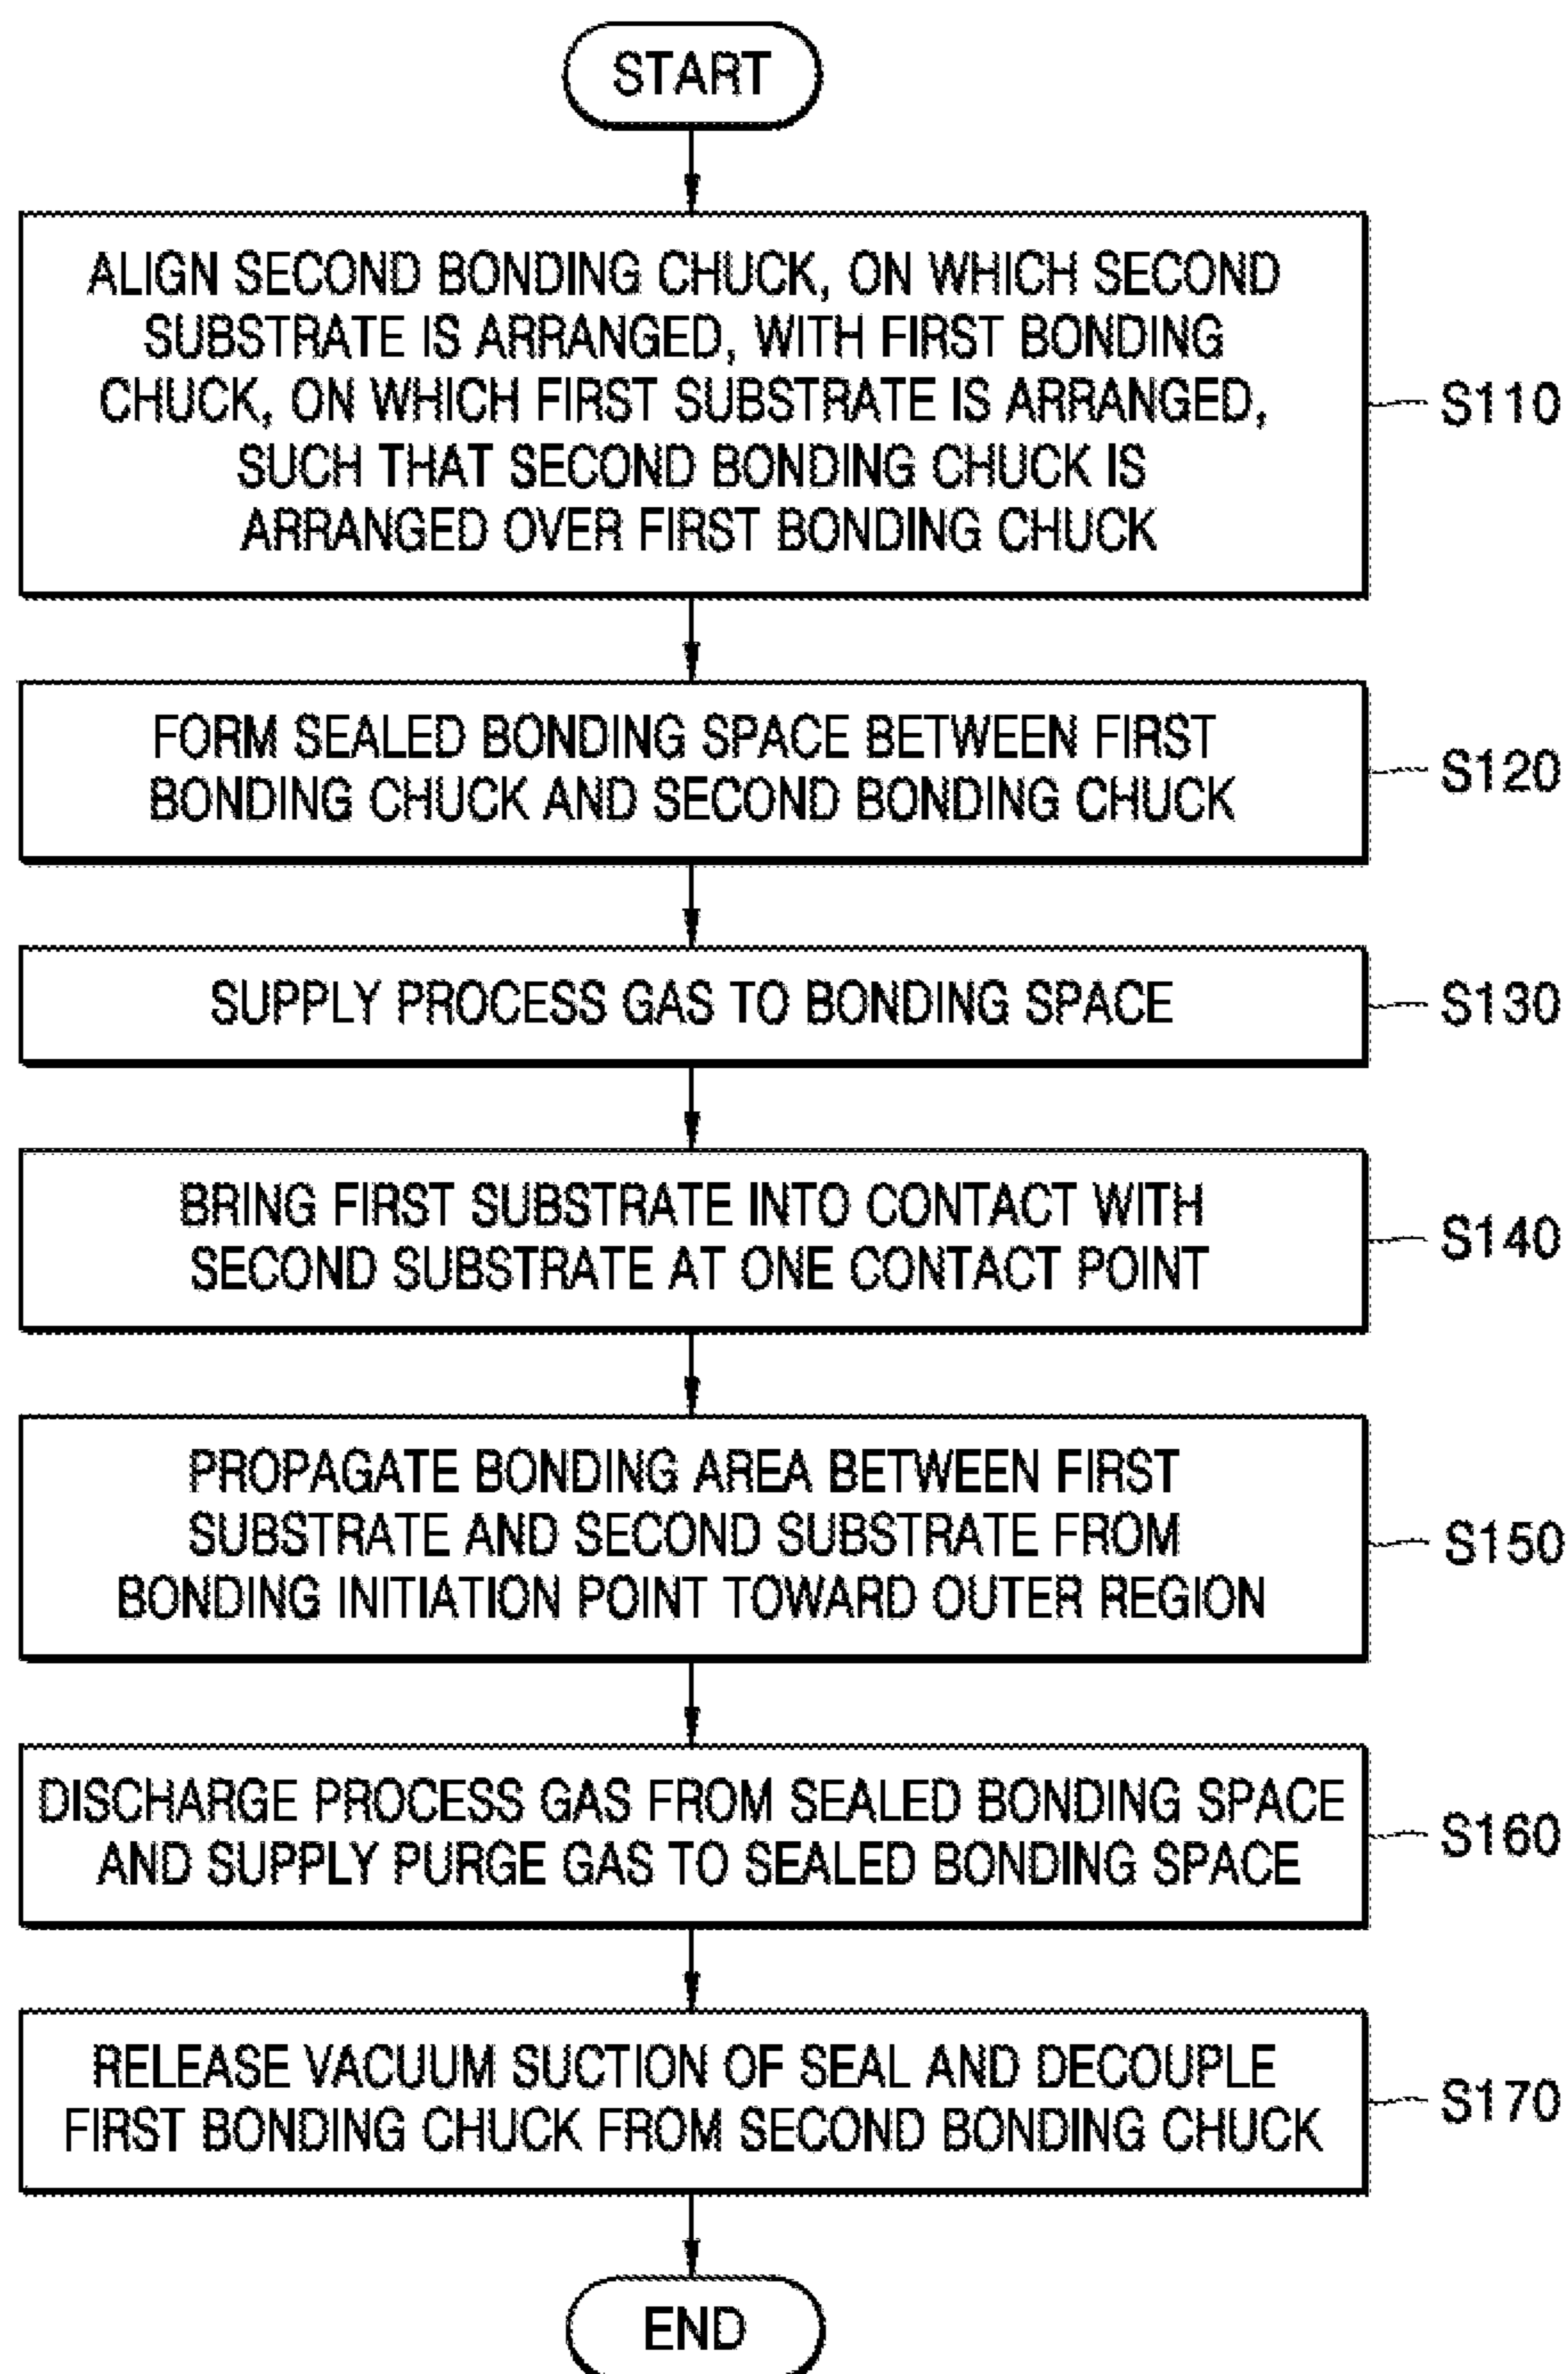 START
ALIGN SECOND BONDING CHUCK, ON WHICH SECOND
SUBSTRATE IS ARRANGED, WITH FIRST BONDING
CHUCK, ON WHICH FIRST SUBSTRATE IS ARRANGED,
SUCH THAT SECOND BONDING CHUCK IS
ARRANGED OVER FIRST BONDING CHUCK
S110
FORM SEALED BONDING SPACE BETWEEN FIRST
BONDING CHUCK AND SECOND BONDING CHUCK
S120
SUPPLY PROCESS GAS TO BONDING SPACE
S130
BRING FIRST SUBSTRATE INTO CONTACT WITH
SECOND SUBSTRATE AT ONE CONTACT POINT
S140
PROPAGATE BONDING AREA BETWEEN FIRST
SUBSTRATE AND SECOND SUBSTRATE FROM
BONDING INITIATION POINT TOWARD OUTER REGION
S150
DISCHARGE PROCESS GAS FROM SEALED BONDING SPACE
AND SUPPLY PURGE GAS TO SEALED BONDING SPACE
S160
RELEASE VACUUM SUCTION OF SEAL AND DECOUPLE
FIRST BONDING CHUCK FROM SECOND BONDING CHUCK
S170
END